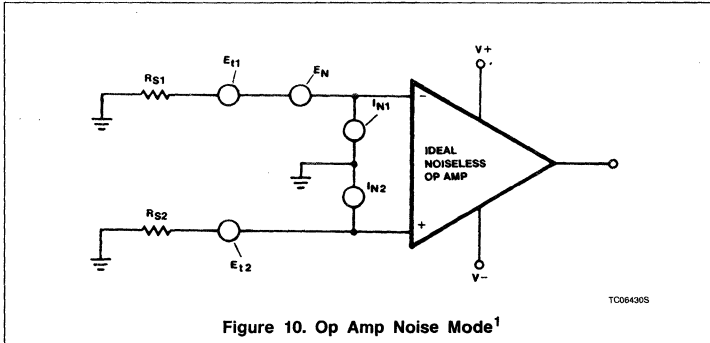 V+
Et1
EN
RS1
IN1
−
IDEAL
NOISELESS
OP AMP
IN2
RS2
+
Et2
V−
TC06430S
Figure 10. Op Amp Noise Mode1